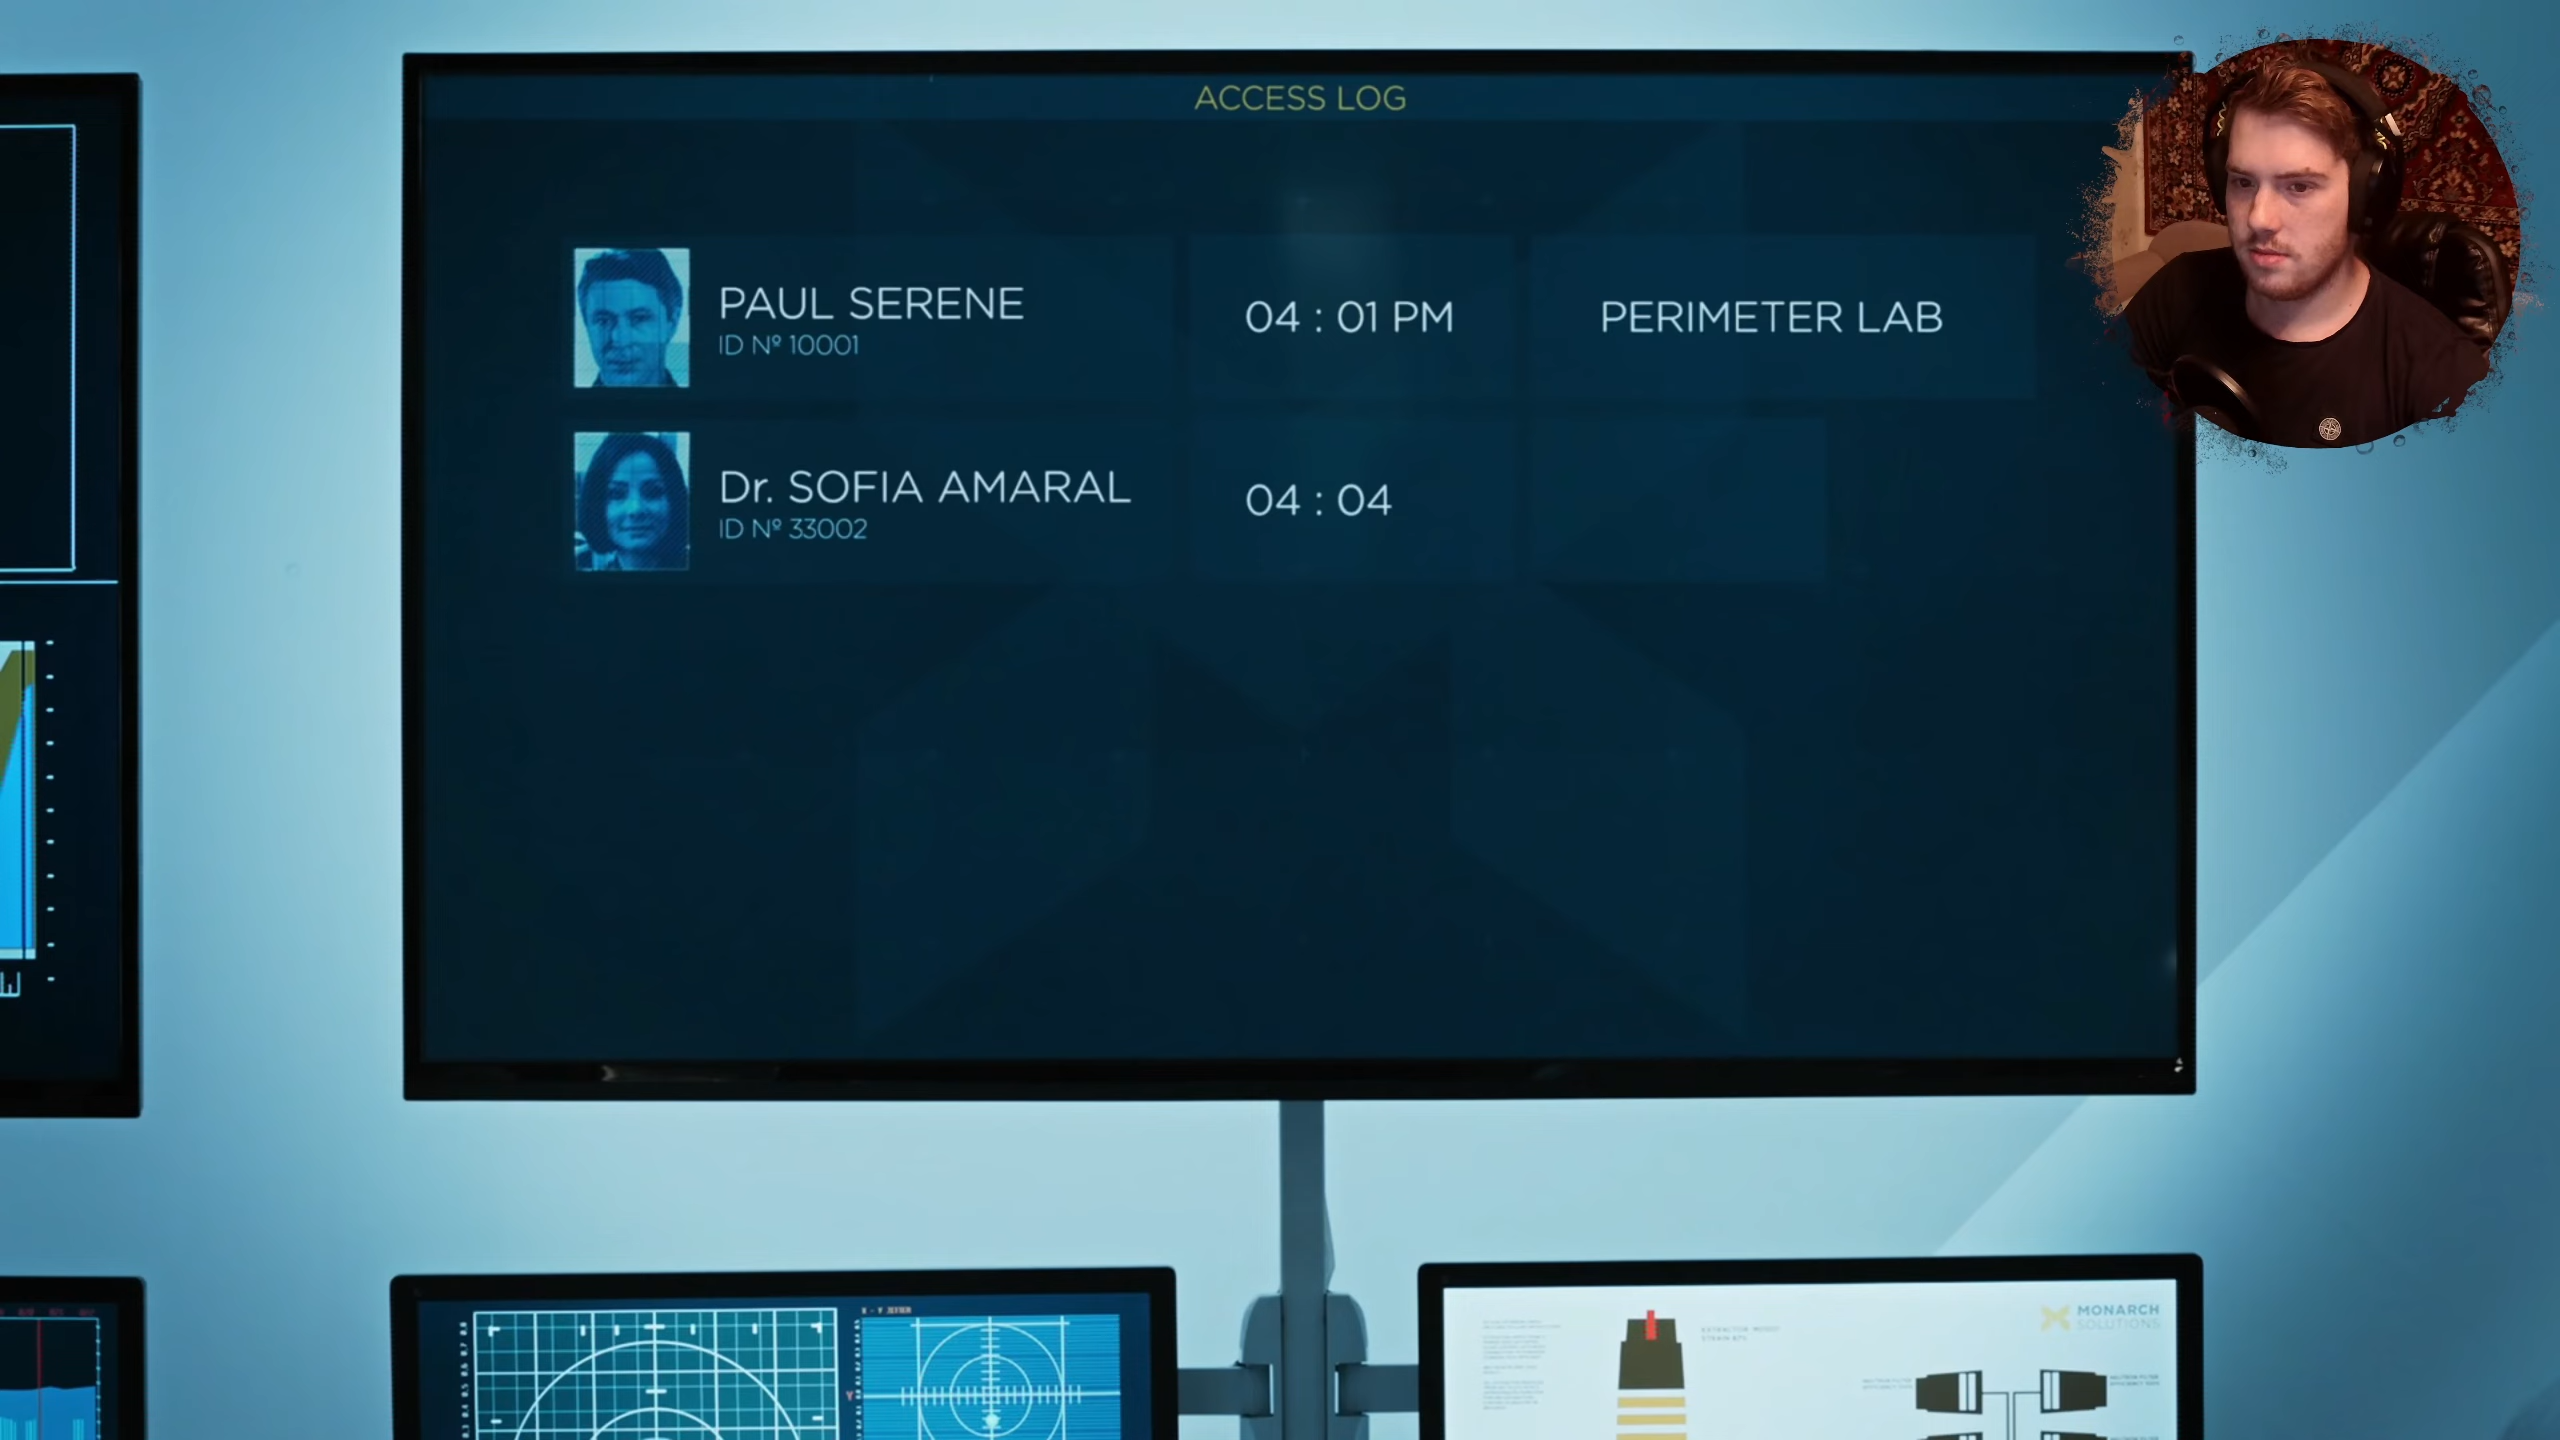 ACCESS LOG
PAUL SERENE
ID Nº 10001
04 : 01 PM
PERIMETER LAB
Dr. SOFIA AMARAL
ID Nº 33002
04 : 04
MONARCH
SOLUTIONS